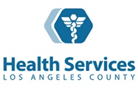 Health Services
LOS ANGELES COUNTY